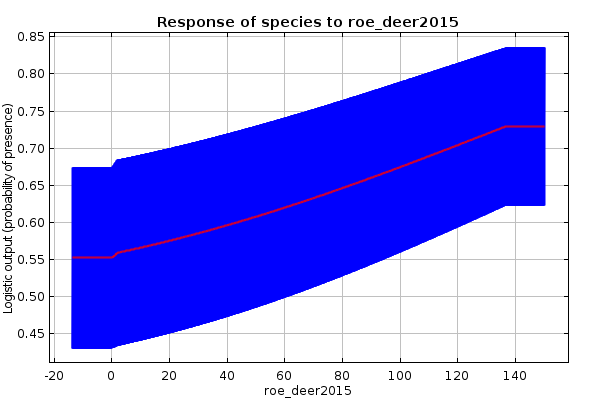 Response of species to roe_deer2015
Logistic output (probability of presence)
0.85
0.80
0.75
0.70
0.65
0.60
0.55
0.50
0.45
-20 0 20 40 60 80 100 120 140
roe_deer2015